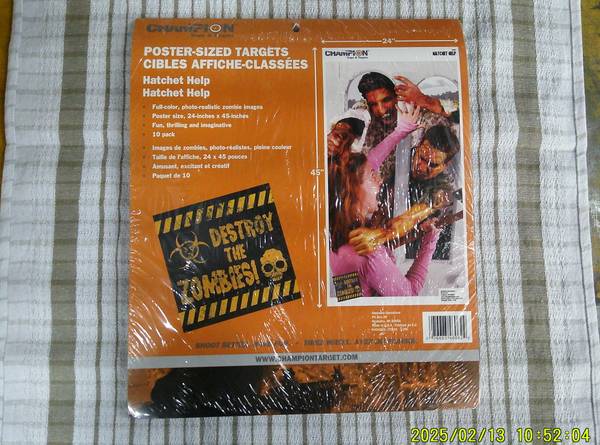 CHAMPION
Traps & Targets
POSTER-SIZED TARGETS
CIBLES AFFICHE-CLASSÉES
Hatchet Help
Hatchet Help
Full-color, photo-realistic zombie images
Poster size, 24-inches x 45-inches
Fun, thrilling and imaginative
10 pack
Images de zombies, photo-réalistes, pleine couleur
Taille de l'affiche, 24 x 45 pouces
Amusant, excitant et créatif
Paquet de 10
DESTROY
THE
ZOMBIES!
24"
45"
CHAMPION
HATCHET HELP
WWW.CHAMPIONTARGET.COM
2025/02/13 10:52:04